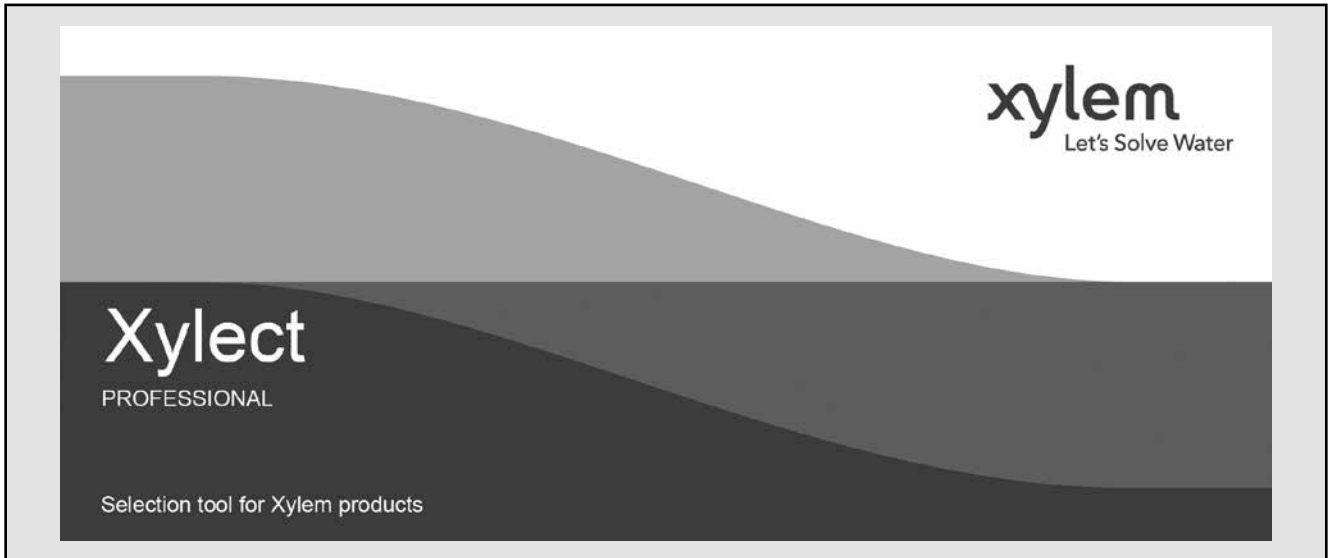 xylem
Let's Solve Water
Xylect
PROFESSIONAL
Selection tool for Xylem products